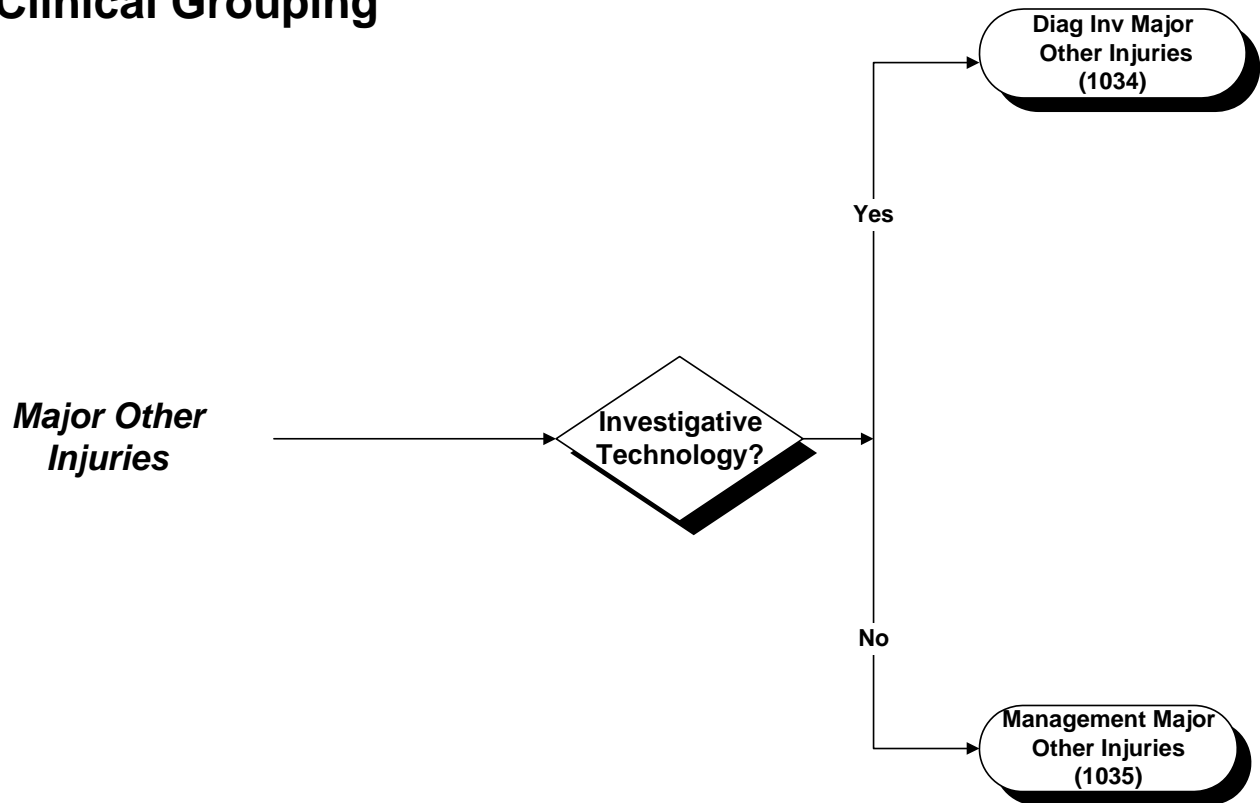 Clinical Grouping
Diag Inv Major
Other Injuries
(1034)
Yes
Major Other
Injuries
Investigative
Technology?
No
Management Major
Other Injuries
(1035)